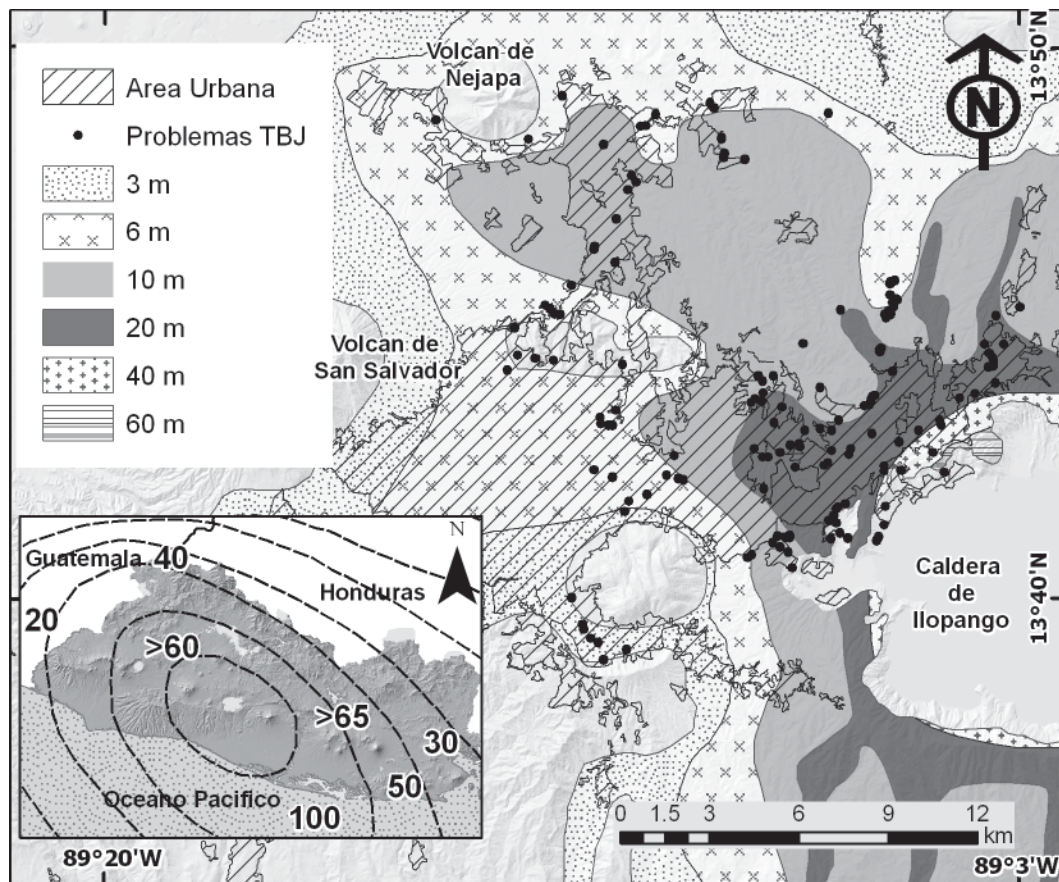 Area Urbana
Problemas TBJ
3 m
6 m
10 m
20 m
40 m
60 m
Volcan de
Nejapa
N
13°50'N
Volcan de
San Salvador
Caldera
de
Ilopango
13°40'N
N
Guatemala
40
Honduras
20
>60
>65
30
50
Oceano Pacifico
100
0 1.5 3 6 9 12
km
89°20'W
89°3'W